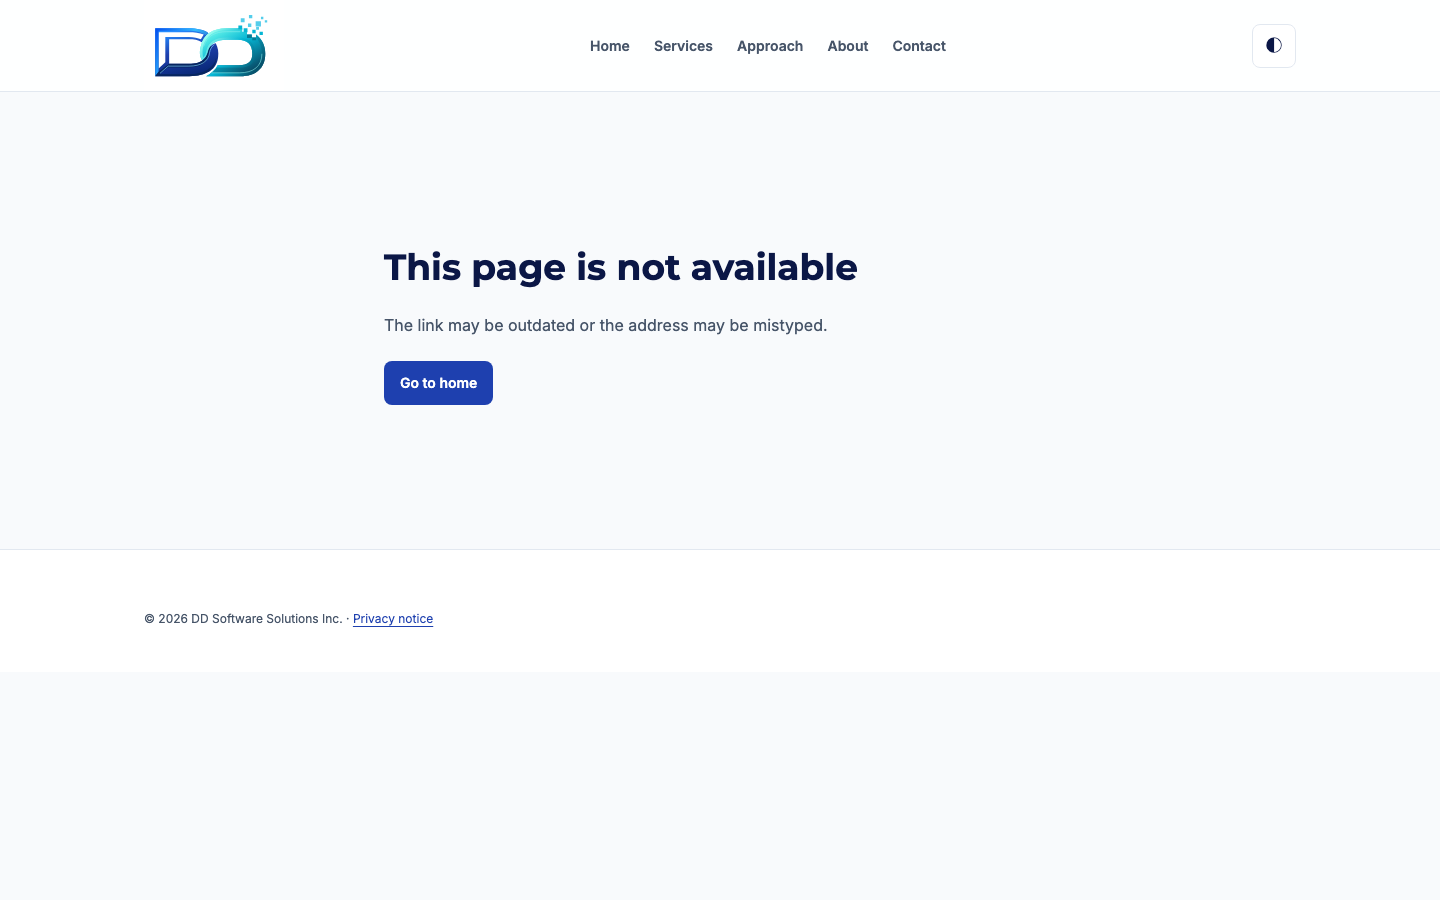 DD
Home Services Approach About Contact
This page is not available
The link may be outdated or the address may be mistyped.
Go to home
© 2026 DD Software Solutions Inc. · Privacy notice